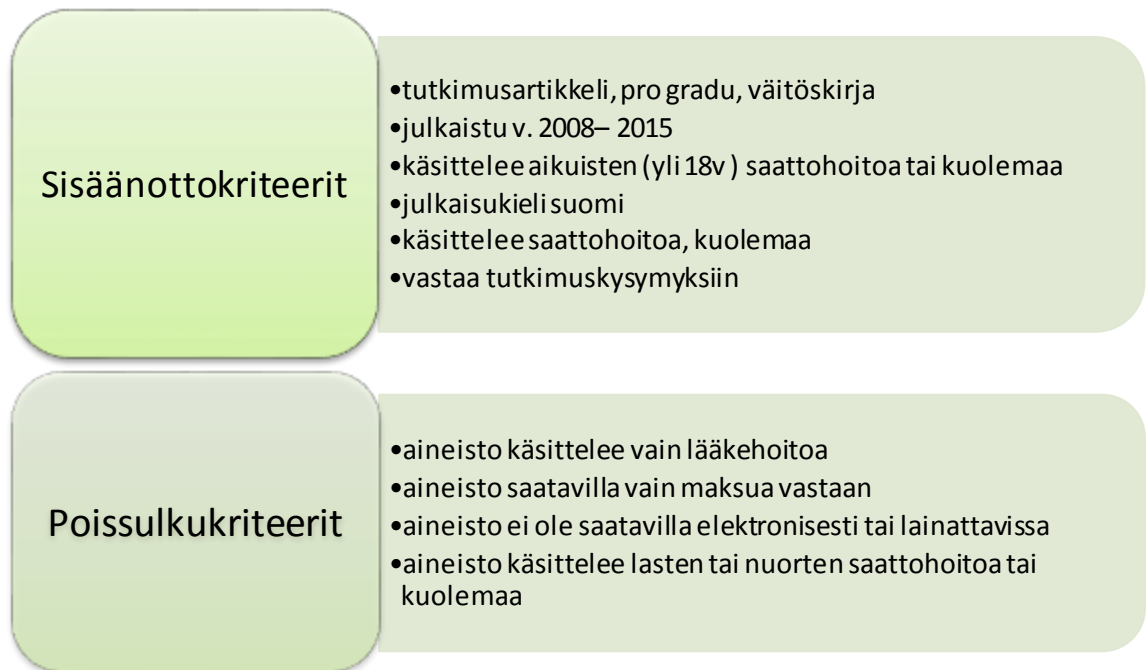 Sisäänottokriteerit
•tutkimusartikkeli, pro gradu, väitöskirja
•julkaistu v. 2008– 2015
•käsittelee aikuisten (yli 18v ) saattohoitoa tai kuolemaa
•julkaisukieli suomi
•käsittelee saattohoitoa, kuolemaa
•vastaa tutkimuskysymyksiin
Poissulkukriteerit
•aineisto käsittelee vain lääkehoitoa
•aineisto saatavilla vain maksua vastaan
•aineisto ei ole saatavilla elektronisesti tai lainattavissa
•aineisto käsittelee lasten tai nuorten saattohoitoa tai
kuolemaa